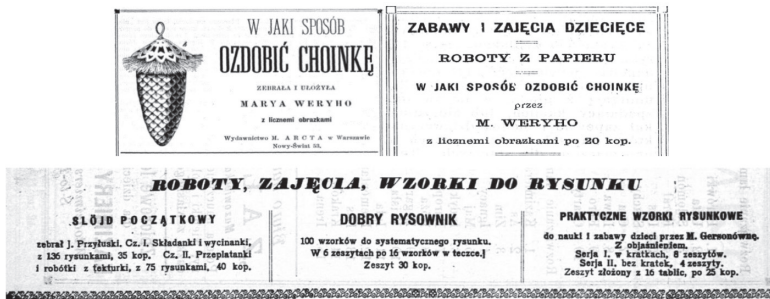 W JAKI SPOSÓB
OZDOBIĆ CHOINKĘ
ZEBRAŁA I UŁOŻYŁA
MARYA WERYHO
z licznemi obrazkami
Wydawnictwo M. ARCTA w Warszawie
Nowy-Świat 53,
ZABAWY I ZAJĘCIA DZIECIĘCE
ROBOTY Z PAPIERU
W JAKI SPOSÓB OZDOBIĆ CHOINKĘ
przez
M. WERYHO
z licznemi obrazkami po 20 kop.
ROBOTY, ZAJĘCIA, WZORKI DO RYSUNKU
SLÖJD POCZĄTKOWY
zebrał J. Przyłuski. Cz. I. Składanki i wycinanki,
z 136 rysunkami, 35 kop. Cz. II. Przeplatanki
i robótki z tekturki, z 75 rysunkami, 40 kop.
DOBRY RYSOWNIK
100 wzorków do systematycznego rysunku.
W 6 zeszytach po 16 wzorków w teczce.
Zeszyt 30 kop.
PRAKTYCZNE WZORKI RYSUNKOWE
do nauki i zabawy dzieci przez M. Gersonównę.
Z objaśnieniem.
Serja I. w kratkach, 8 zeszytów.
Serja II. bez kratek, 4 zeszyty.
Zeszyt złożony z 16 tablic, po 25 kop.